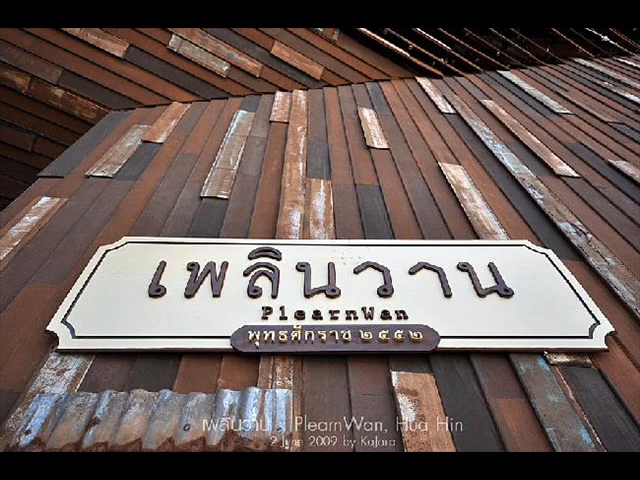 เพลินวาน
PlearnWan
พุทธศักราช ๒๕๕๒
เพลินวาน : PlearnWan, Hua Hin
2 June 2009 by KaJaro